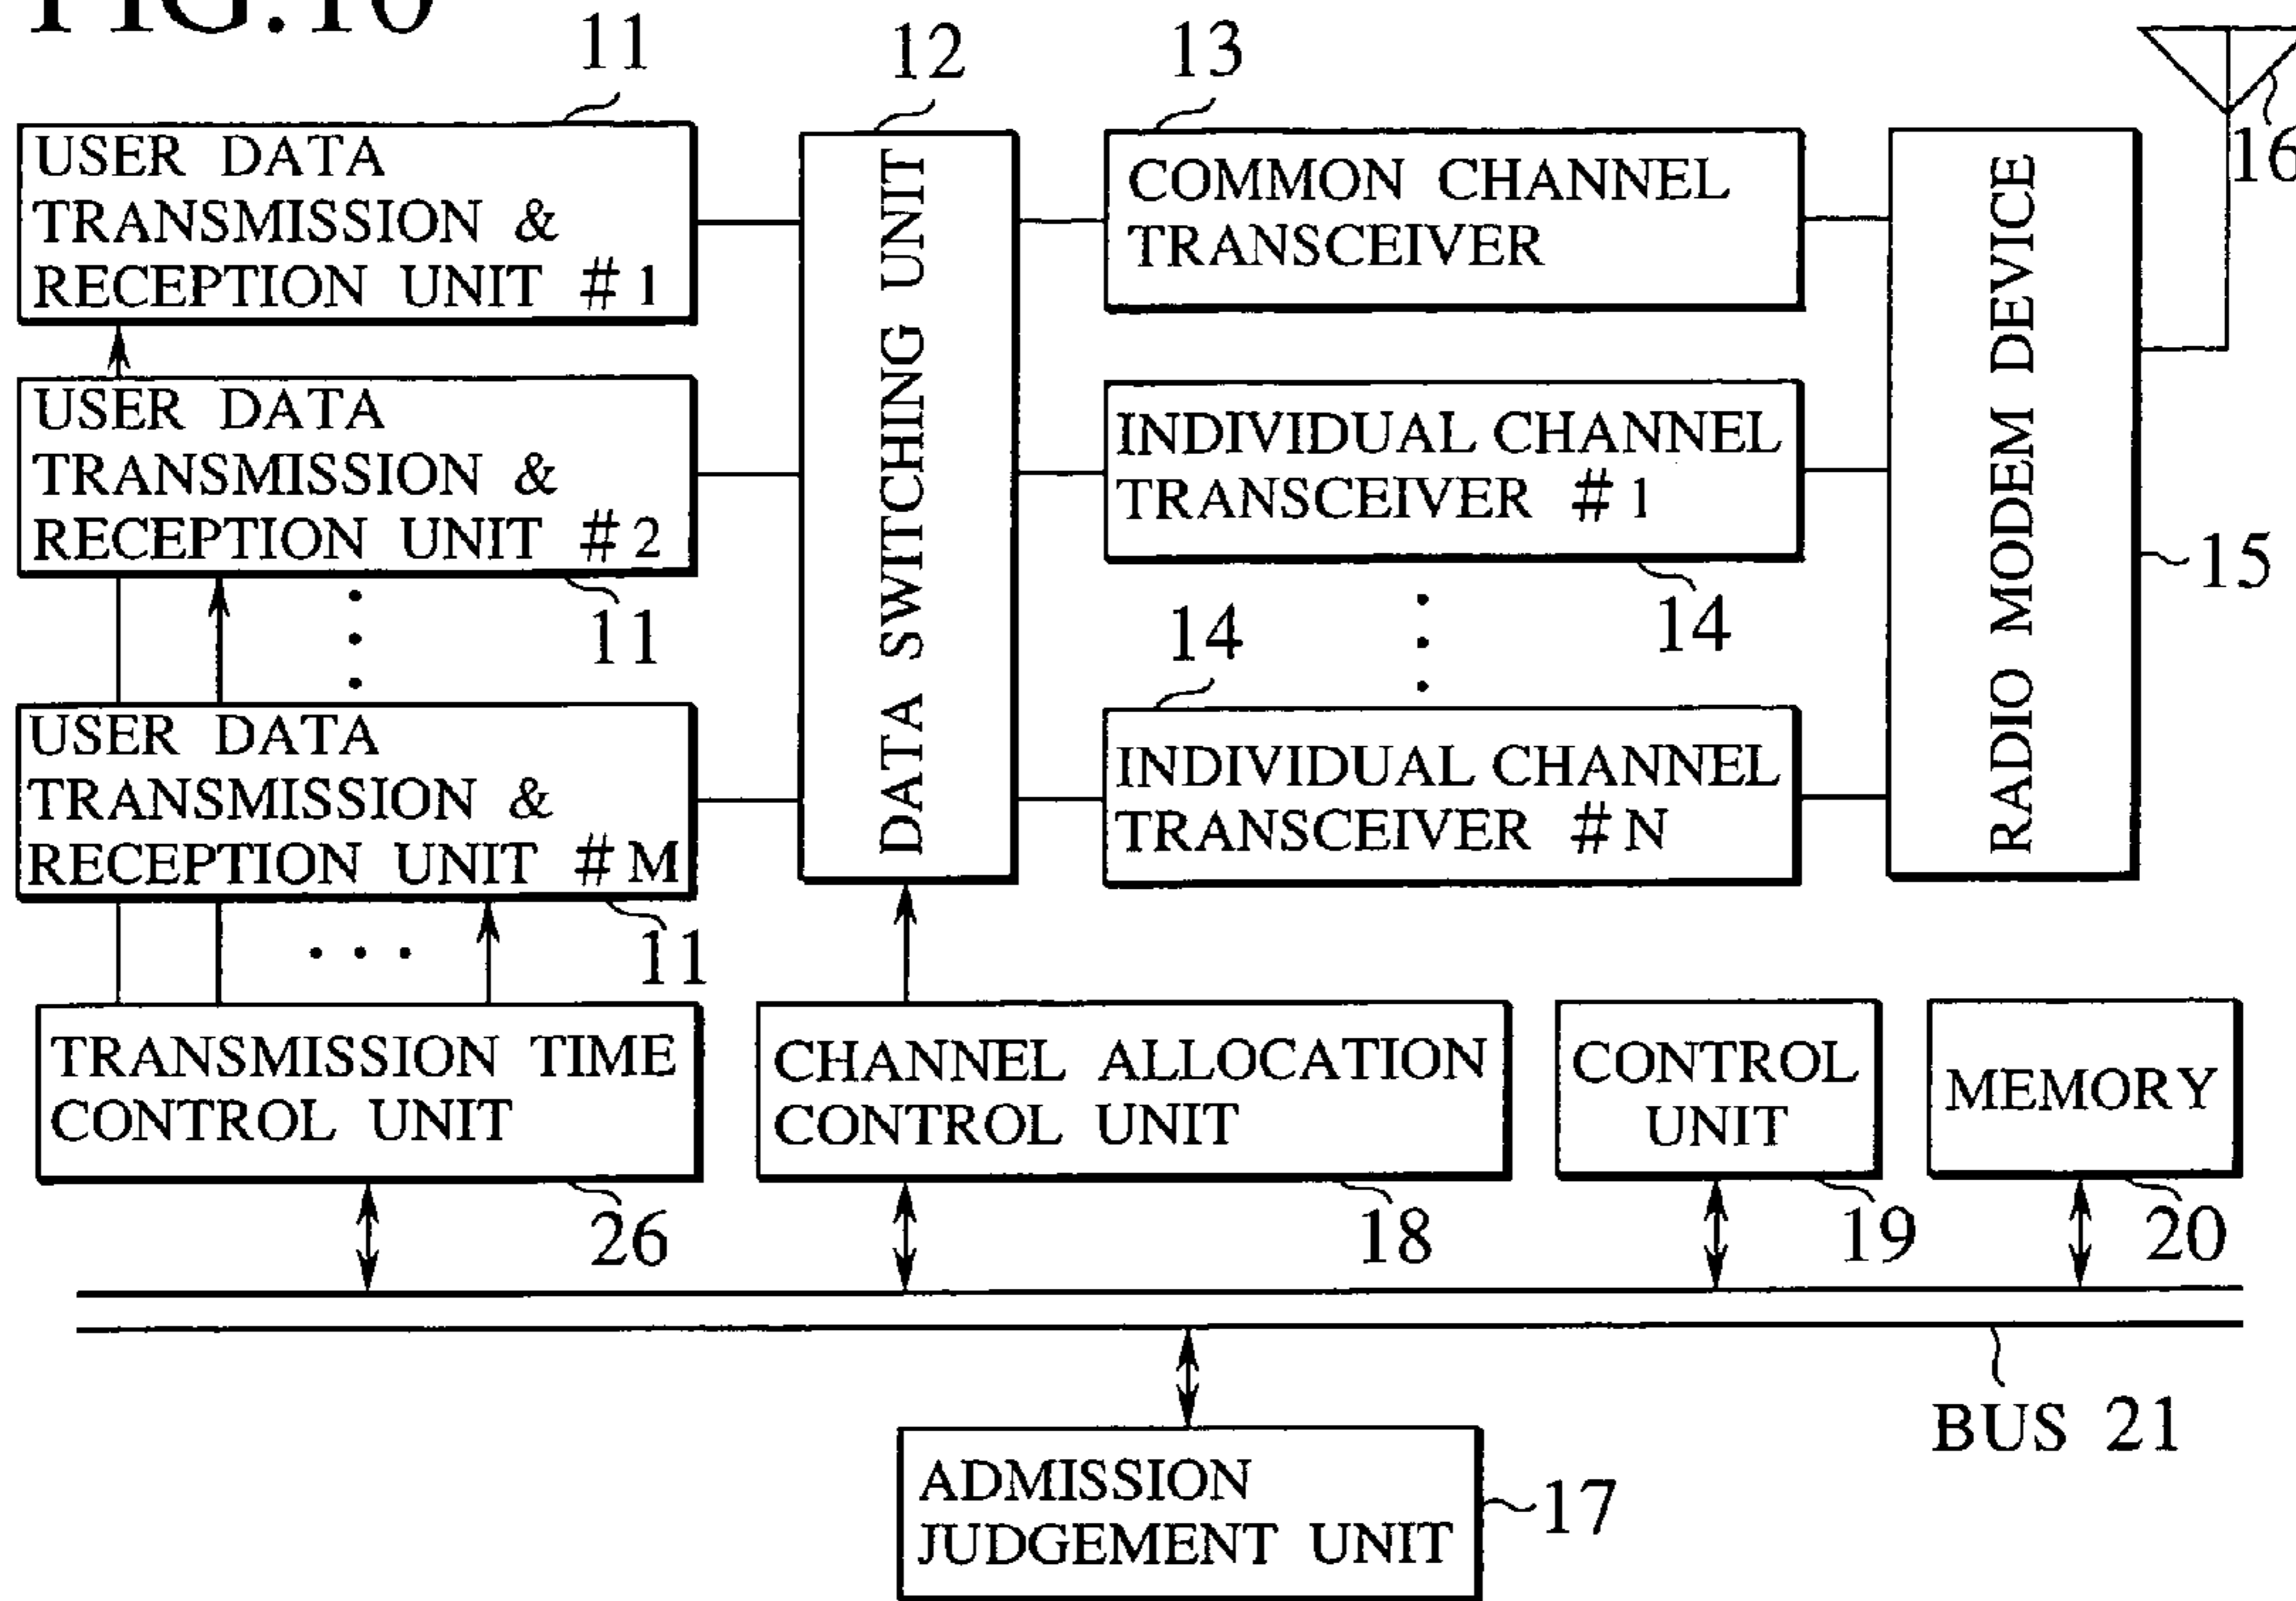 FIG.10
11
12
13
16
USER DATA
TRANSMISSION &
RECEPTION UNIT #1
DATA SWITCHING UNIT
COMMON CHANNEL
TRANSCEIVER
RADIO MODEM DEVICE
USER DATA
TRANSMISSION &
RECEPTION UNIT #2
11
INDIVIDUAL CHANNEL
TRANSCEIVER #1
14
15
14
USER DATA
TRANSMISSION &
RECEPTION UNIT #M
11
INDIVIDUAL CHANNEL
TRANSCEIVER #N
TRANSMISSION TIME
CONTROL UNIT
26
CHANNEL ALLOCATION
CONTROL UNIT
18
CONTROL
UNIT
19
MEMORY
20
BUS 21
ADMISSION
JUDGEMENT UNIT
17